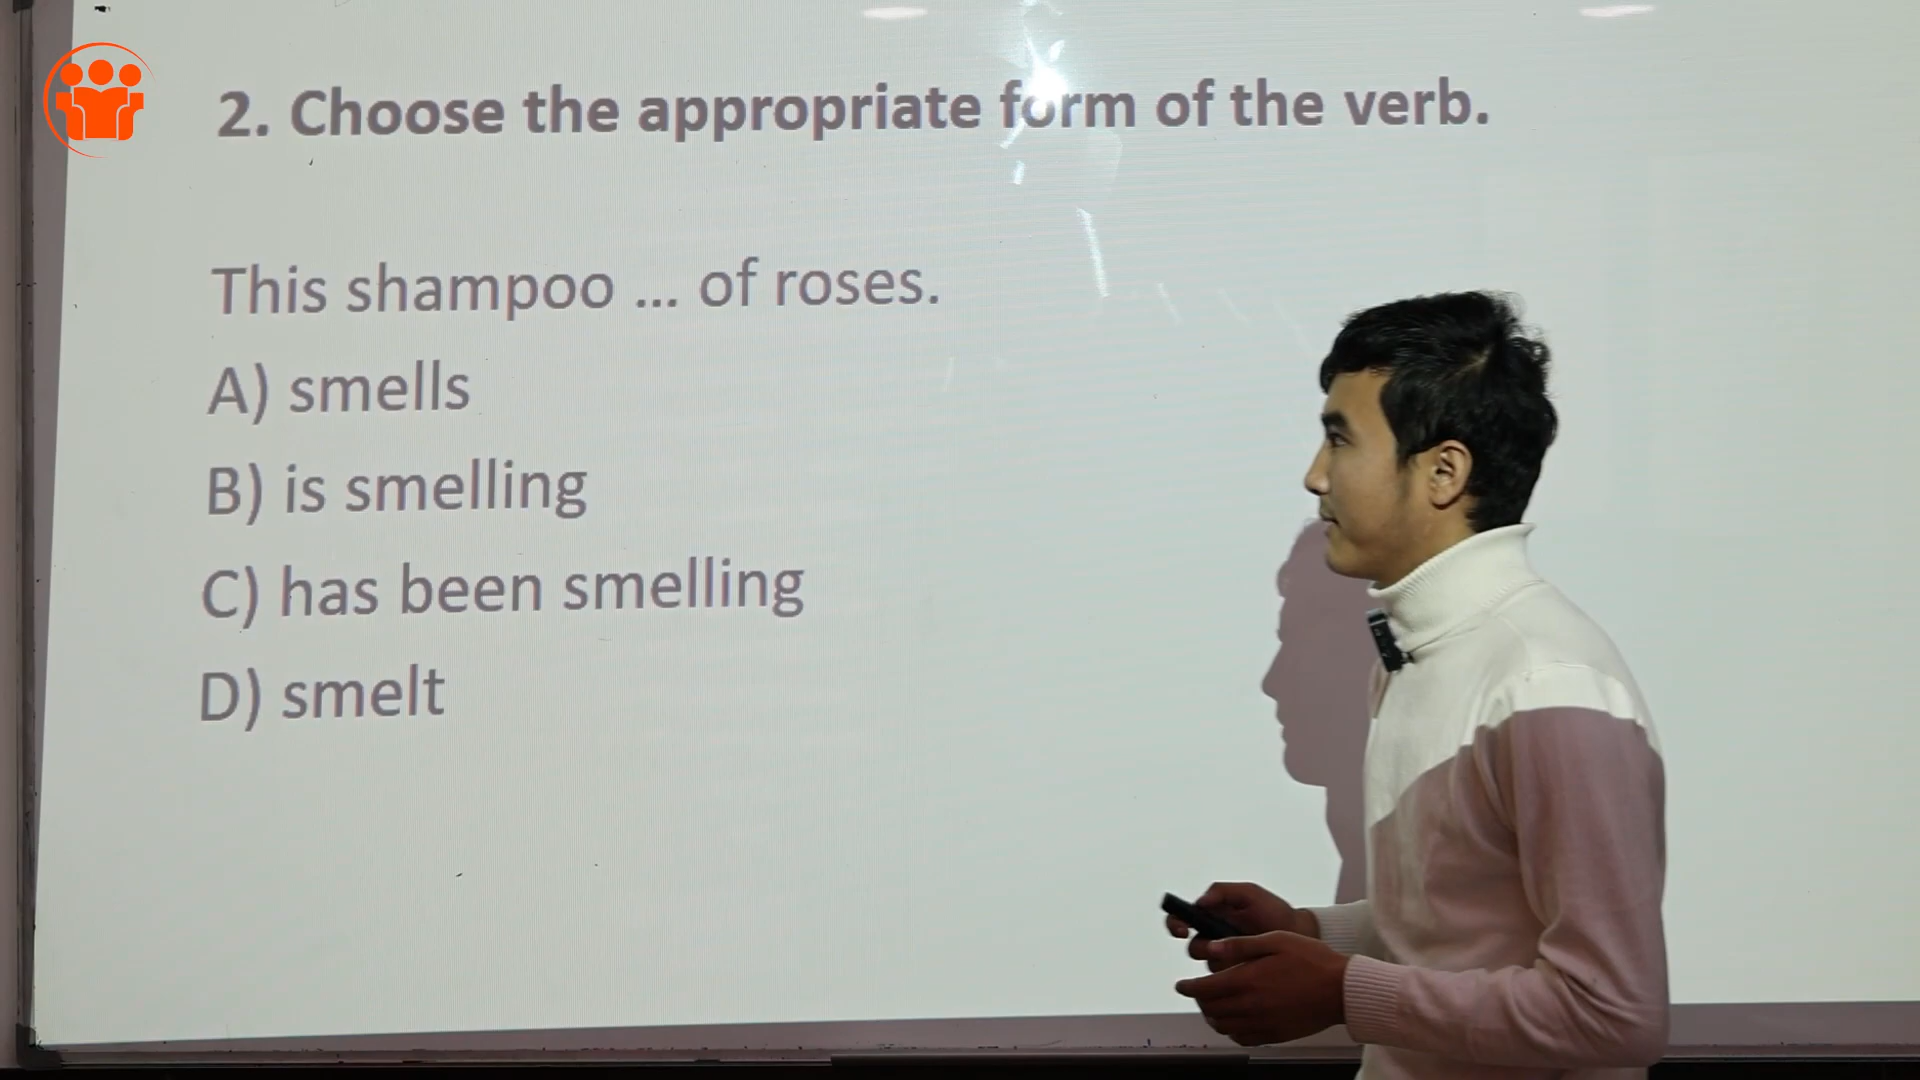 2. Choose the appropriate form of the verb.
This shampoo ... of roses.
A) smells
B) is smelling
C) has been smelling
D) smelt